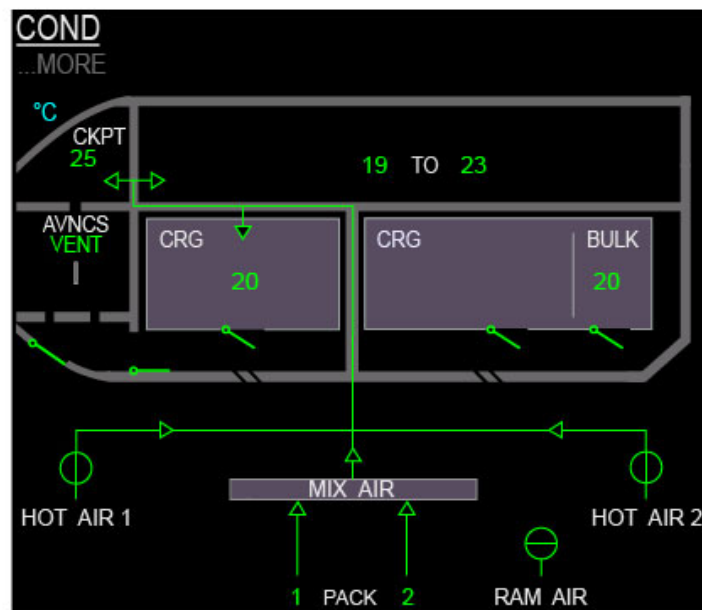 COND
...MORE
°C
CKPT
25
19 TO 23
AVNCS
VENT
CRG
20
CRG
BULK
20
MIX AIR
HOT AIR 1
HOT AIR 2
1 PACK 2
RAM AIR